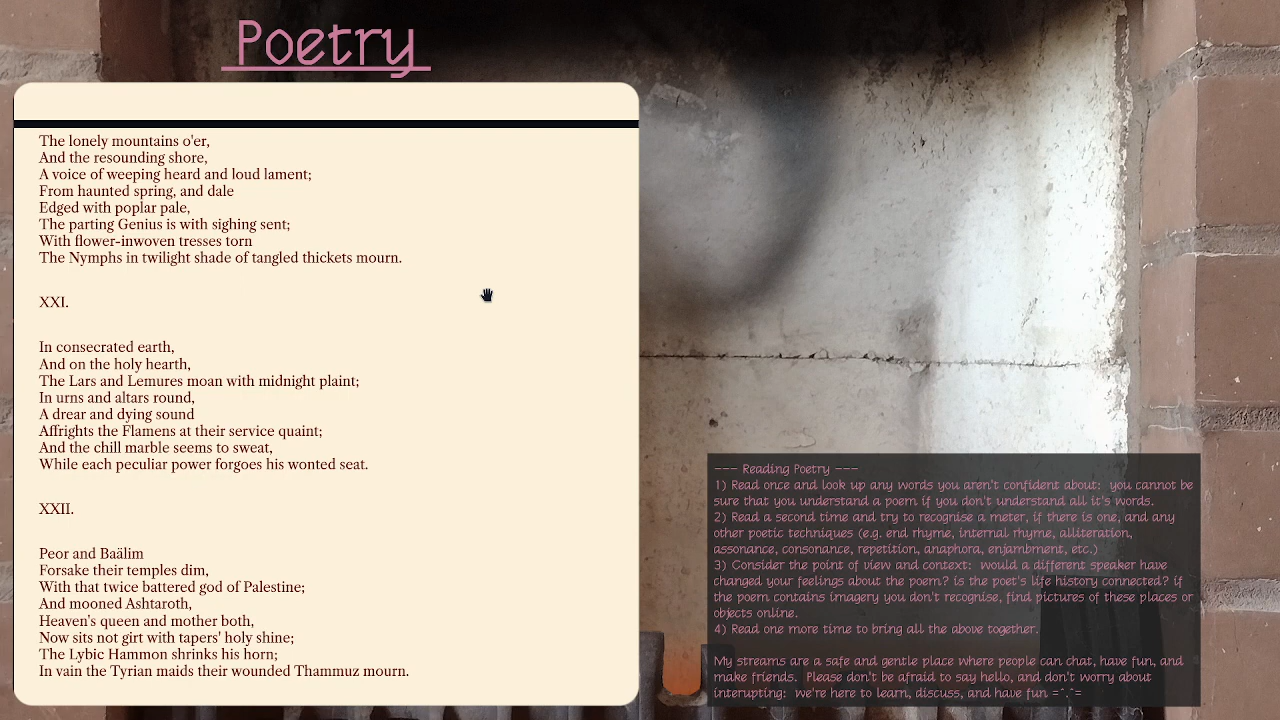 Poetry
The lonely mountains o'er,
And the resounding shore,
A voice of weeping heard and loud lament;
From haunted spring, and dale
Edged with poplar pale,
The parting Genius is with sighing sent;
With flower-inwoven tresses torn
The Nymphs in twilight shade of tangled thickets mourn.
XXI.
In consecrated earth,
And on the holy hearth,
The Lars and Lemures moan with midnight plaint;
In urns and altars round,
A drear and dying sound
Affrights the Flamens at their service quaint;
And the chill marble seems to sweat,
While each peculiar power forgoes his wonted seat.
XXII.
Peor and Baälim
Forsake their temples dim,
With that twice battered god of Palestine;
And mooned Ashtaroth,
Heaven's queen and mother both,
Now sits not girt with tapers' holy shine;
The Lybic Hammon shrinks his horn;
In vain the Tyrian maids their wounded Thammuz mourn.
--- Reading Poetry ---
1) Read once and look up any words you aren't confident about: you cannot be
sure that you understand a poem if you don't understand all it's words.
2) Read a second time and try to recognise a meter, if there is one, and any
other poetic techniques (e.g. end rhyme, internal rhyme, alliteration,
assonance, consonance, repetition, anaphora, enjambment, etc.)
3) Consider the point of view and context: would a different speaker have
changed your feelings about the poem? is the poet's life history connected? if
the poem contains imagery you don't recognise, find pictures of these places or
objects online.
4) Read one more time to bring all the above together.
My streams are a safe and gentle place where people can chat, have fun, and
make friends. Please don't be afraid to say hello, and don't worry about
interupting: we're here to learn, discuss, and have fun =^.^=